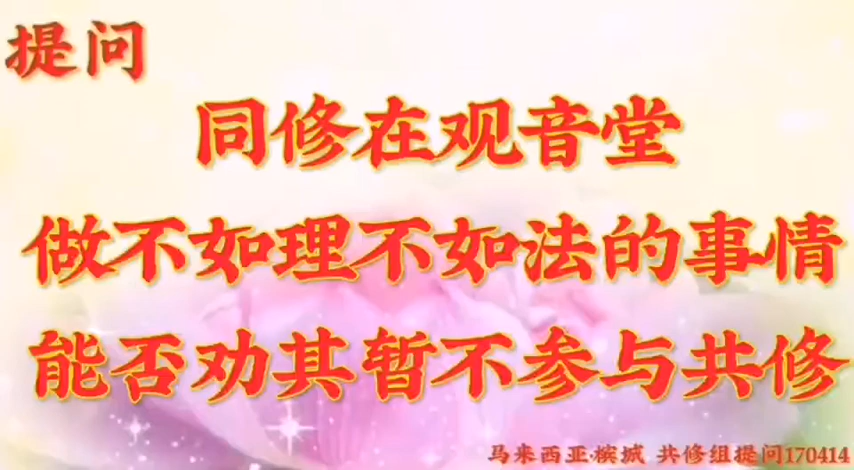 提问
同修在观音堂
做不如理不如法的事情
能否劝其暂不参与共修
马来西亚·槟城 共修组提问170414